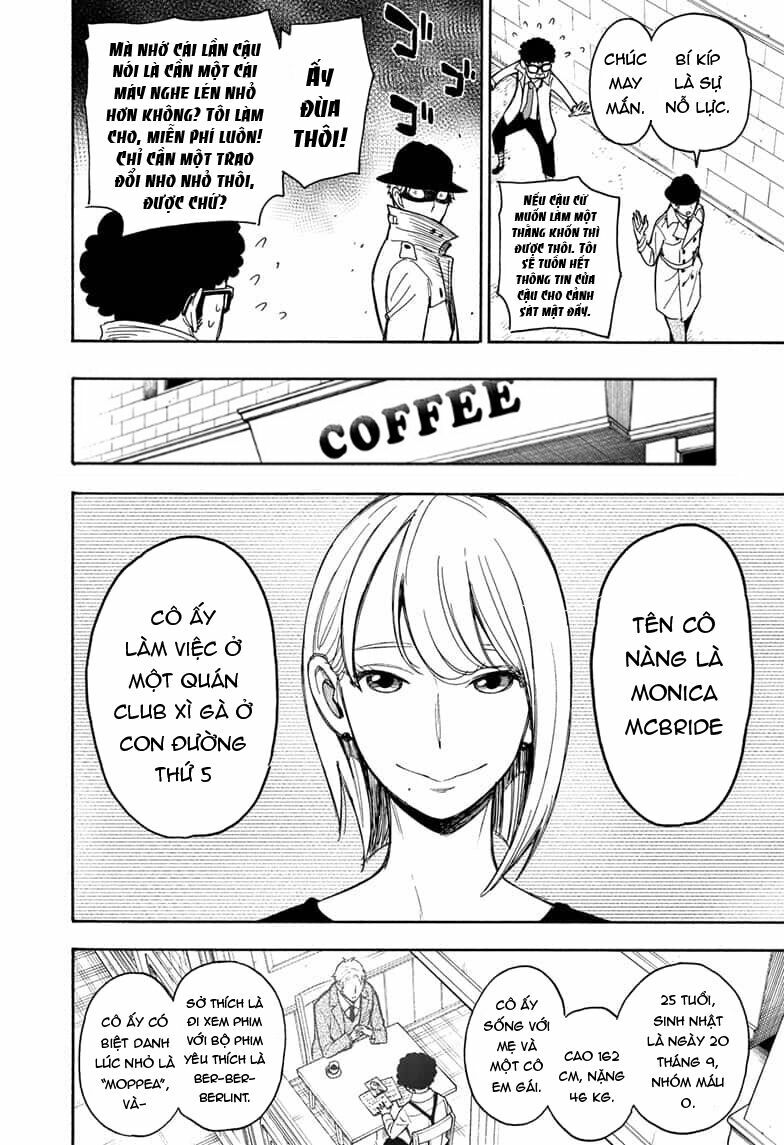 BÍ KÍP
LÀ SỰ
NỖ LỰC.
CHÚC
MAY
MẮN.
NẾU CẬU CỨ
MUỐN LÀM MỘT
THẰNG KHỐN THÌ
ĐƯỢC THÔI. TÔI
SẼ TUỒN HẾT
THÔNG TIN CỦA
CẬU CHO CẢNH
SÁT MẬT ĐẤY.
ゴゴゴ
ẤY
ĐÙA
THÔI!
MÀ NHỚ CÁI LẦN CẬU
NÓI LÀ CẦN MỘT CÁI
MÁY NGHE LÉN NHỎ
HƠN KHÔNG? TÔI LÀM
CHO, MIỄN PHÍ LUÔN!
CHỈ CẦN MỘT TRAO
ĐỔI NHO NHỎ THÔI,
ĐƯỢC CHỨ?
COFFEE
TÊN CÔ
NÀNG LÀ
MONICA
MCBRIDE
CÔ ẤY
LÀM VIỆC Ở
MỘT QUÁN
CLUB XÌ GÀ Ở
CON ĐƯỜNG
THỨ 5
25 TUỔI,
SINH NHẬT
LÀ NGÀY 20
THÁNG 9,
NHÓM MÁU
O.
CAO 162
CM, NẶNG
46 KG.
CÔ ẤY
SỐNG VỚI
MẸ VÀ
MỘT CÔ
EM GÁI.
SỞ THÍCH LÀ
ĐI XEM PHIM
VỚI BỘ PHIM
YÊU THÍCH LÀ
BER-BER-
BERLINT.
CÔ ẤY CÓ
BIỆT DANH
LÚC NHỎ LÀ
"MOPPEA",
VÀ-